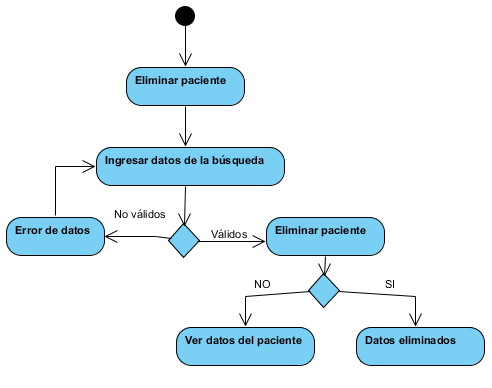 Eliminar paciente
Ingresar datos de la búsqueda
No válidos
Error de datos
Válidos
Eliminar paciente
NO
SI
Ver datos del paciente
Datos eliminados